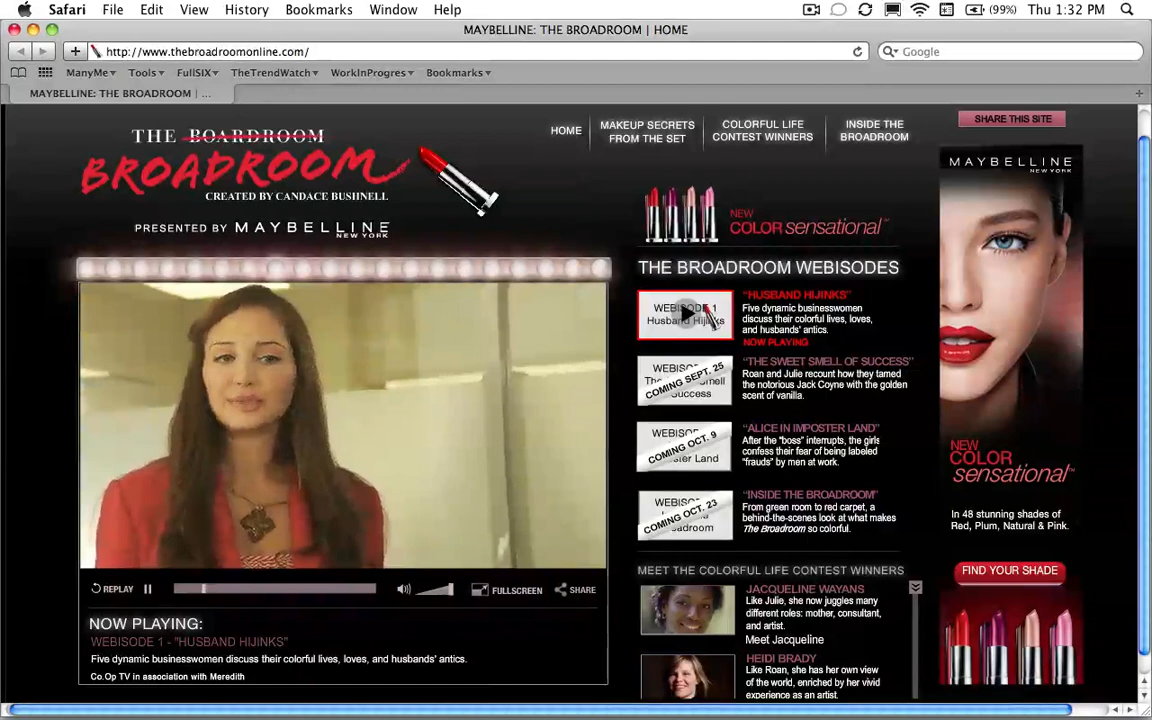 Safari File Edit View History Bookmarks Window Help
(99%) Thu 1:32 PM
MAYBELLINE: THE BROADROOM | HOME
http://www.thebroadroomonline.com/
Google
ManyMe Tools FullSIX TheTrendWatch WorkInProgres Bookmarks
MAYBELLINE: THE BROADROOM | ...
THE BOARDROOM
BROADROOM
CREATED BY CANDACE BUSHNELL
PRESENTED BY MAYBELLINE
NEW YORK
HOME
MAKEUP SECRETS
FROM THE SET
COLORFUL LIFE
CONTEST WINNERS
INSIDE THE
BROADROOM
SHARE THIS SITE
NEW
COLOR sensational™
THE BROADROOM WEBISODES
WEBISODE 1
Husband Hijinks
"HUSBAND HIJINKS"
Five dynamic businesswomen
discuss their colorful lives, loves,
and husbands' antics.
NOW PLAYING
COMING SEPT. 25
Success
"THE SWEET SMELL OF SUCCESS"
Roan and Julie recount how they tamed
the notorious Jack Coyne with the golden
scent of vanilla.
COMING OCT. 9
Land
"ALICE IN IMPOSTER LAND"
After the "boss" interrupts, the girls
confess their fear of being labeled
"frauds" by men at work.
COMING OCT. 23
"INSIDE THE BROADROOM"
From green room to red carpet, a
behind-the-scenes look at what makes
The Broadroom so colorful.
MEET THE COLORFUL LIFE CONTEST WINNERS
JACQUELINE WAYANS
Like Julie, she now juggles many
different roles: mother, consultant,
and artist.
Meet Jacqueline
HEIDI BRADY
Like Roan, she has her own view
of the world, enriched by her vivid
experience as an artist.
REPLAY
FULLSCREEN
SHARE
NOW PLAYING:
WEBISODE 1 - "HUSBAND HIJINKS"
Five dynamic businesswomen discuss their colorful lives, loves, and husbands' antics.
Co.Op TV in association with Meredith
MAYBELLINE
NEW YORK
NEW
COLOR
sensational™
In 48 stunning shades of
Red, Plum, Natural & Pink.
FIND YOUR SHADE